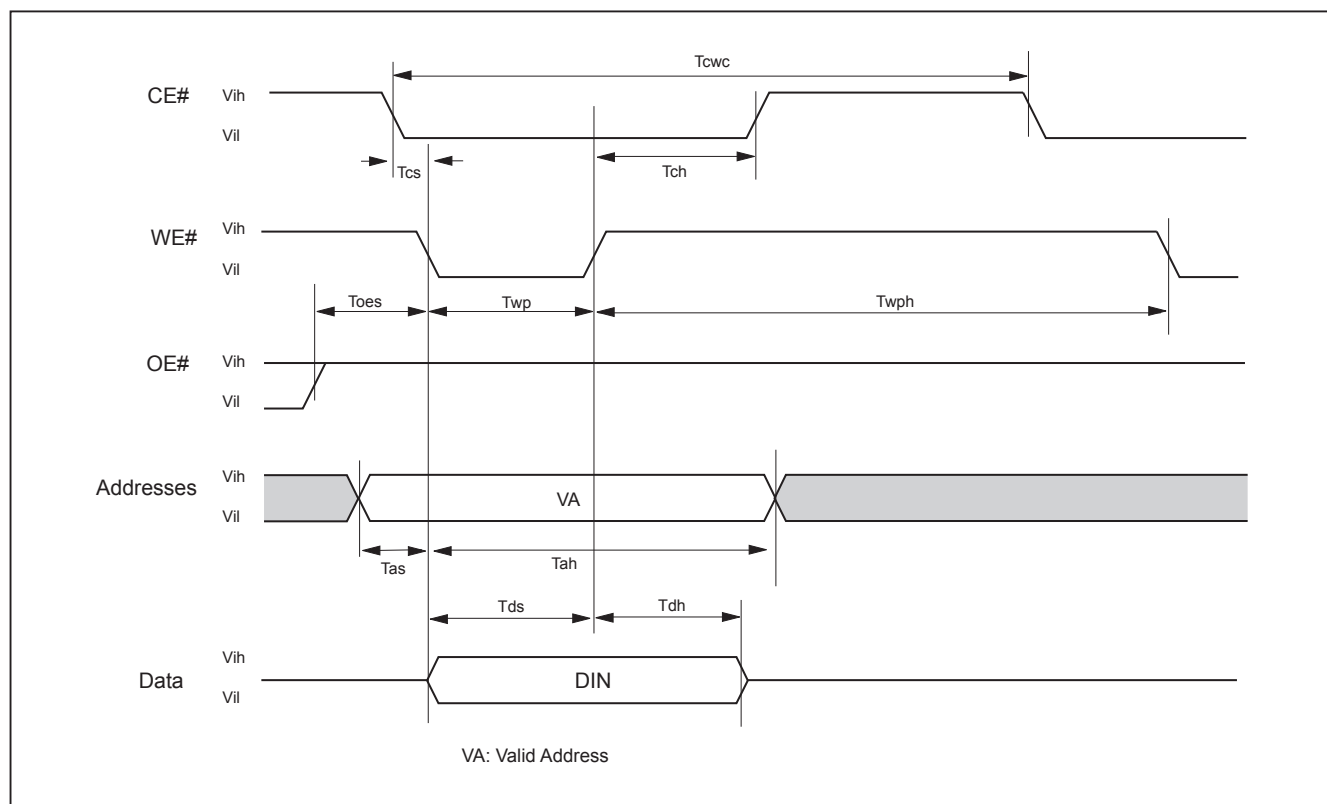 Tcwc
CE#
Vih
Vil
Tcs
Tch
WE#
Vih
Vil
Toes
Twp
Twph
OE#
Vih
Vil
Addresses
Vih
VA
Vil
Tas
Tah
Tds
Tdh
Data
Vih
DIN
Vil
VA: Valid Address